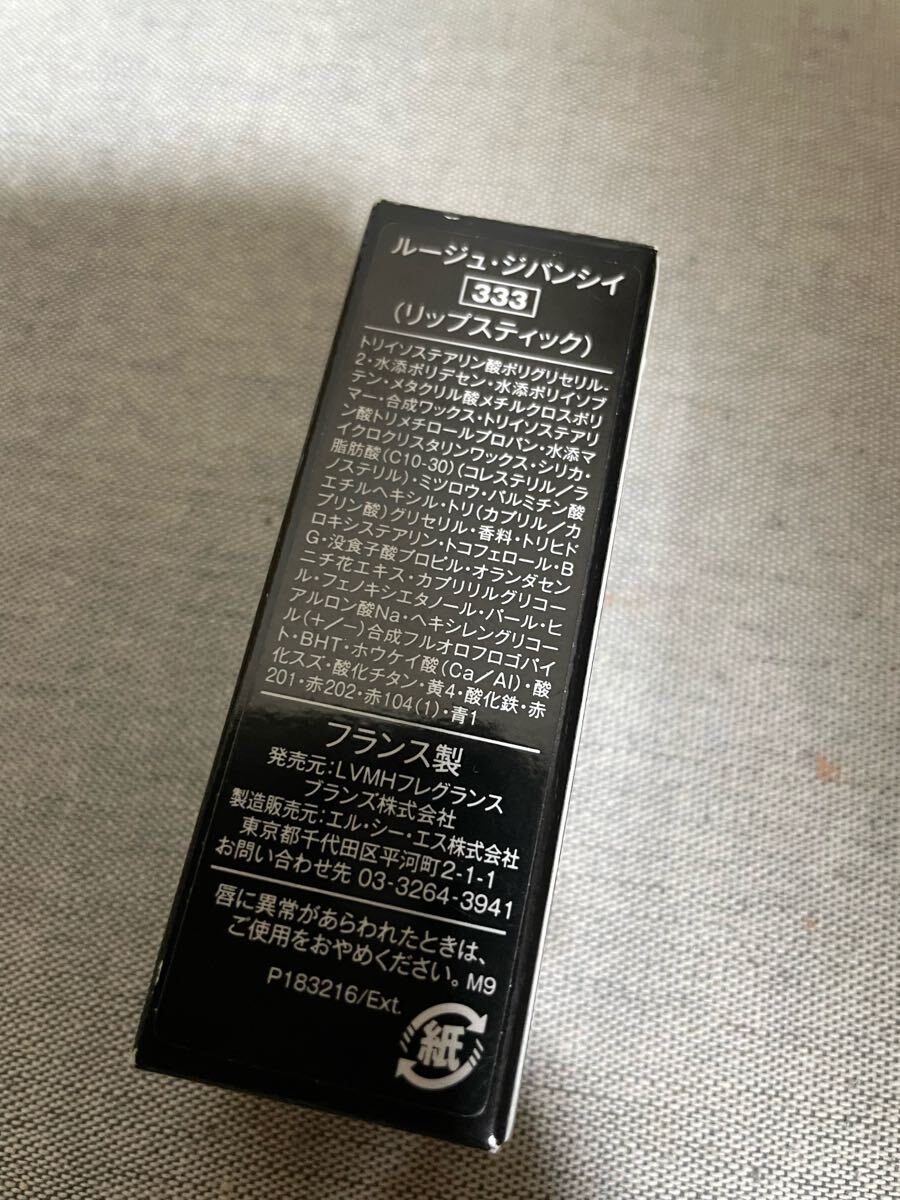 ルージュ・ジバンシイ
333
(リップスティック)
トリイソステアリン酸ポリグリセリル-
2・水添ポリデセン・水添ポリイソブ
テン・メタクリル酸メチルクロスポリ
マー・合成ワックス・トリイソステアリ
ン酸トリメチロールプロパン・水添マ
イクロクリスタリンワックス・シリカ・
脂肪酸(C10-30)(コレステリル/ラ
ノステリル)・ミツロウ・パルミチン酸
エチルヘキシル・トリ(カプリル/カ
プリン酸)グリセリル・香料・トリヒド
ロキシステアリン・トコフェロール・B
G・没食子酸プロピル・オランダセン
ニチ花エキス・カプリリルグリコー
ル・フェノキシエタノール・パール・ヒ
アルロン酸Na・ヘキシレングリコー
ル(+/-)合成フルオロフロゴパイ
ト・BHT・ホウケイ酸(Ca/Al)・酸
化スズ・酸化チタン・黄4・酸化鉄・赤
201・赤202・赤104(1)・青1
フランス製
発売元:LVMHフレグランス
ブランズ株式会社
製造販売元:エル・シー・エス株式会社
東京都千代田区平河町2-1-1
お問い合わせ先 03-3264-3941
唇に異常があらわれたときは、
ご使用をおやめください。M9
P183216/Ext.
紙